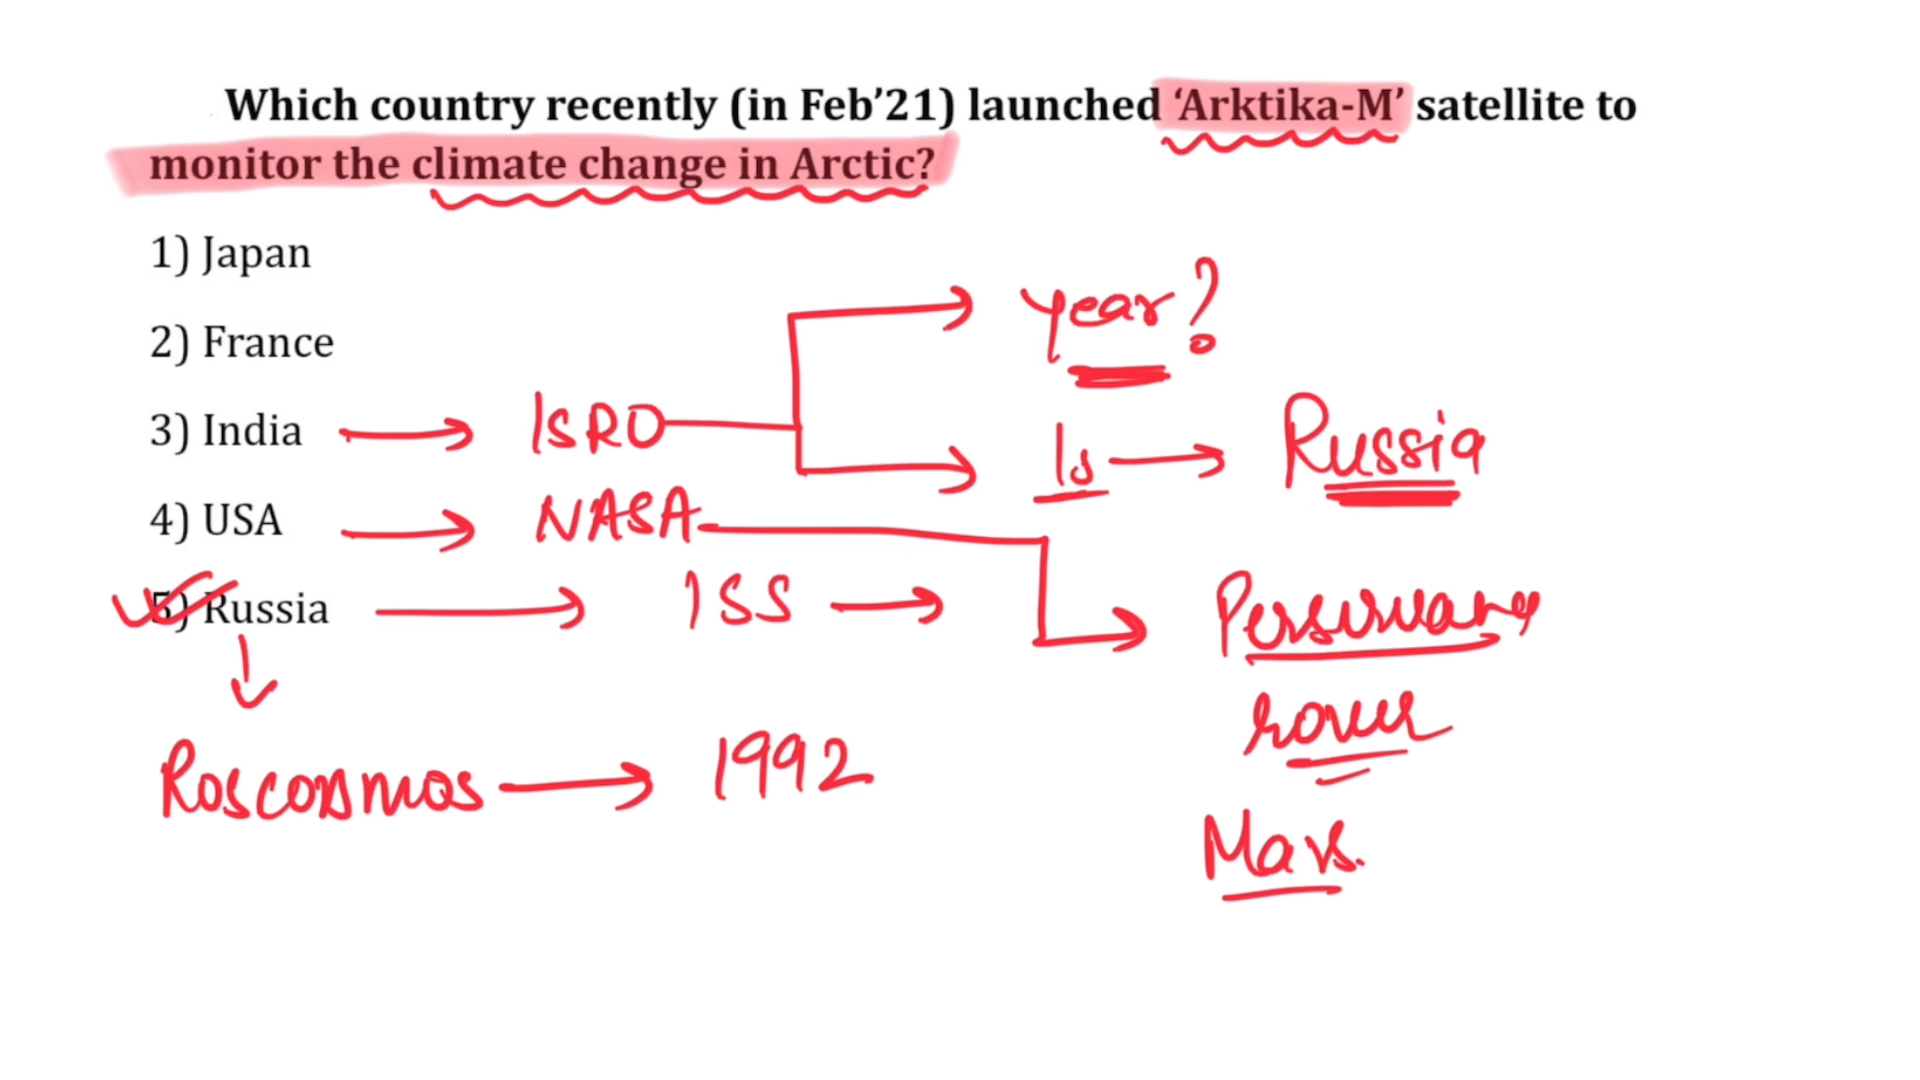 Which country recently (in Feb’21) launched ‘Arktika-M’ satellite to
monitor the climate change in Arctic?
1) Japan
2) France
3) India → ISRO → year?
Is → Russia
4) USA → NASA
5) Russia → ISS →
rover
Mars.
Roscosmos → 1992